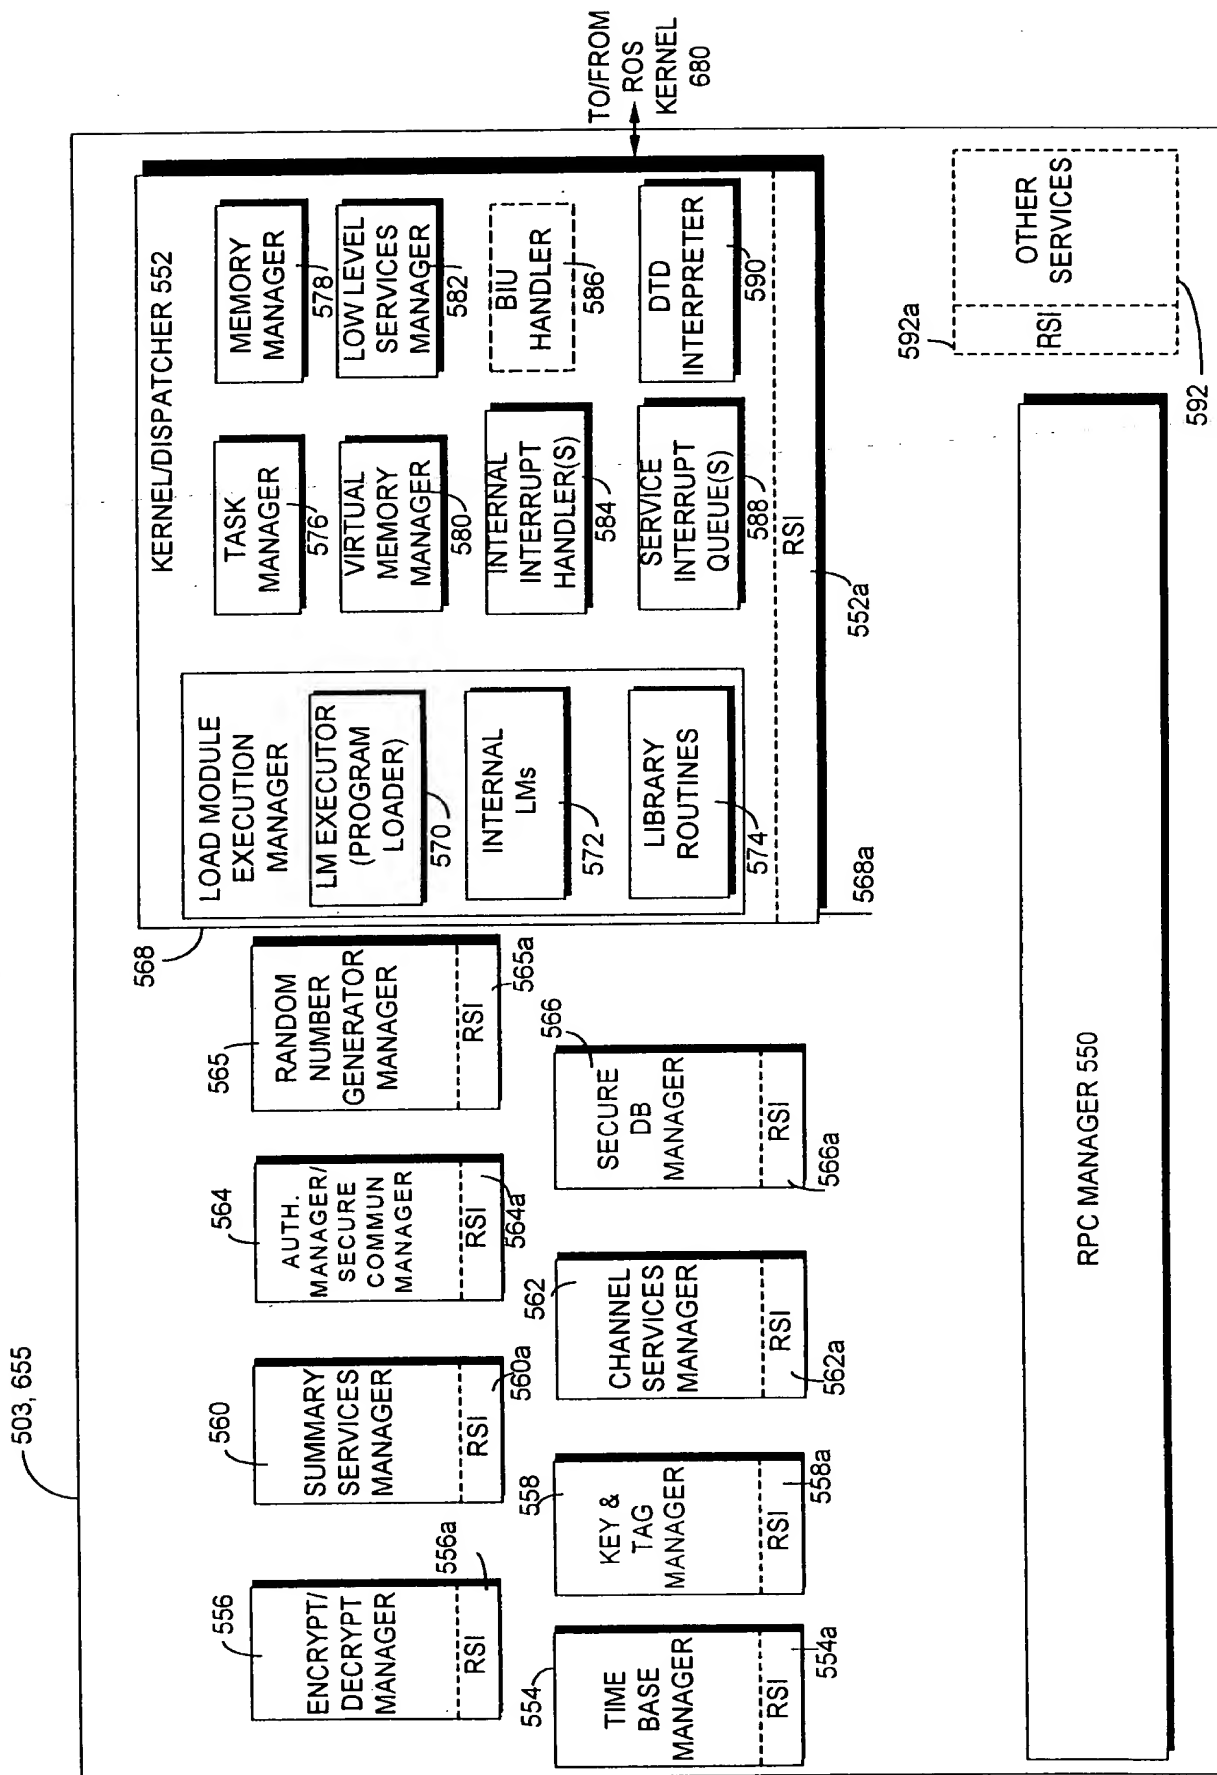 503, 655
KERNEL/DISPATCHER 552
568
LOAD MODULE
EXECUTION
MANAGER
LM EXECUTOR
(PROGRAM
LOADER)
570
INTERNAL
LMs
572
LIBRARY
ROUTINES
574
568a
TASK
MANAGER
576
MEMORY
MANAGER
578
VIRTUAL
MEMORY
MANAGER
580
LOW LEVEL
SERVICES
MANAGER
582
INTERNAL
INTERRUPT
HANDLER(S)
584
BIU
HANDLER
586
SERVICE
INTERRUPT
QUEUE(S)
588
DTD
INTERPRETER
590
RSI
552a
TO/FROM
ROS
KERNEL
680
556
ENCRYPT/
DECRYPT
MANAGER
RSI
556a
560
SUMMARY
SERVICES
MANAGER
RSI
560a
564
AUTH.
MANAGER/
SECURE
COMMUN
MANAGER
RSI
564a
565
RANDOM
NUMBER
GENERATOR
MANAGER
RSI
565a
554
TIME
BASE
MANAGER
RSI
554a
558
KEY &
TAG
MANAGER
RSI
558a
562
CHANNEL
SERVICES
MANAGER
RSI
562a
566
SECURE
DB
MANAGER
RSI
566a
592a
RSI
OTHER
SERVICES
592
RPC MANAGER 550